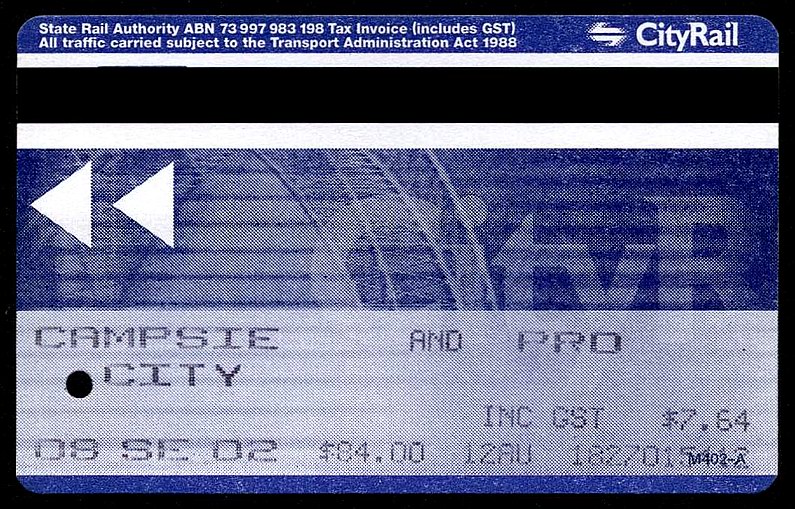 State Rail Authority ABN 73 997 983 198 Tax Invoice (includes GST)
All traffic carried subject to the Transport Administration Act 1988
CityRail
CAMPSIE AND PRO
CITY
INC GST $7.64
08 SE 02 $84.00 12AU
M402-A